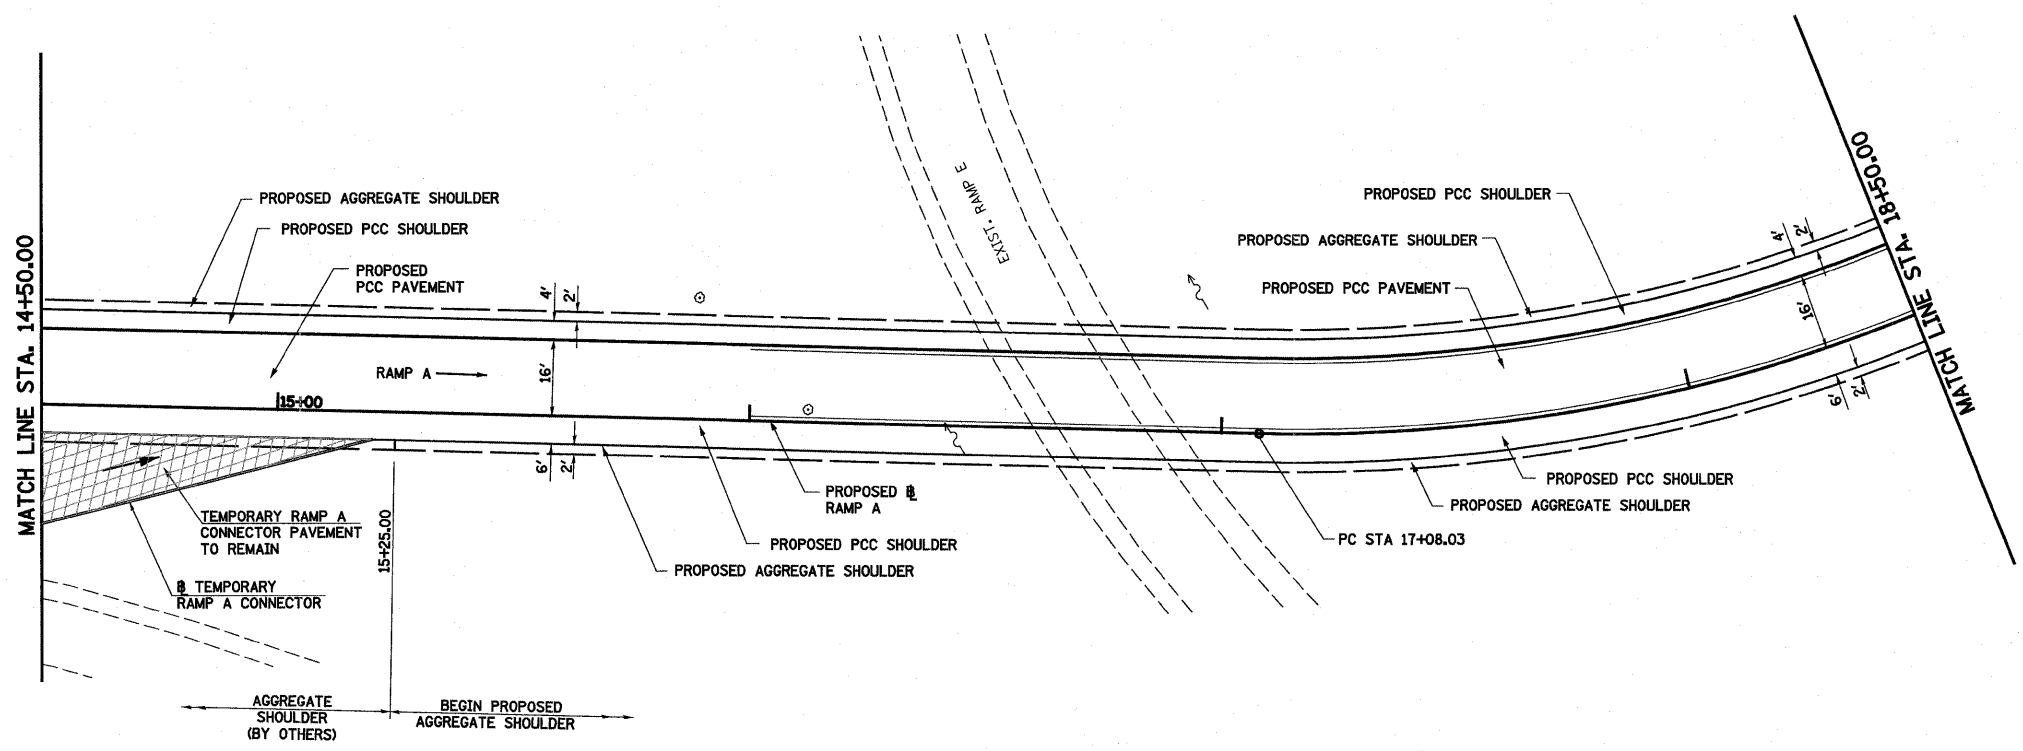 MATCH LINE STA. 14+50.00
PROPOSED AGGREGATE SHOULDER
PROPOSED PCC SHOULDER
PROPOSED
PCC PAVEMENT
4'
2'
RAMP A
16'
15+00
6'
2'
TEMPORARY RAMP A
CONNECTOR PAVEMENT
TO REMAIN
℄ TEMPORARY
RAMP A CONNECTOR
15+25.00
AGGREGATE
SHOULDER
(BY OTHERS)
BEGIN PROPOSED
AGGREGATE SHOULDER
PROPOSED BL
RAMP A
PROPOSED PCC SHOULDER
PROPOSED AGGREGATE SHOULDER
EXIST. RAMP E
PROPOSED PCC SHOULDER
PROPOSED AGGREGATE SHOULDER
PROPOSED PCC PAVEMENT
4'
2'
16'
6'
2'
PROPOSED PCC SHOULDER
PROPOSED AGGREGATE SHOULDER
PC STA 17+08.03
MATCH LINE STA. 18+50.00